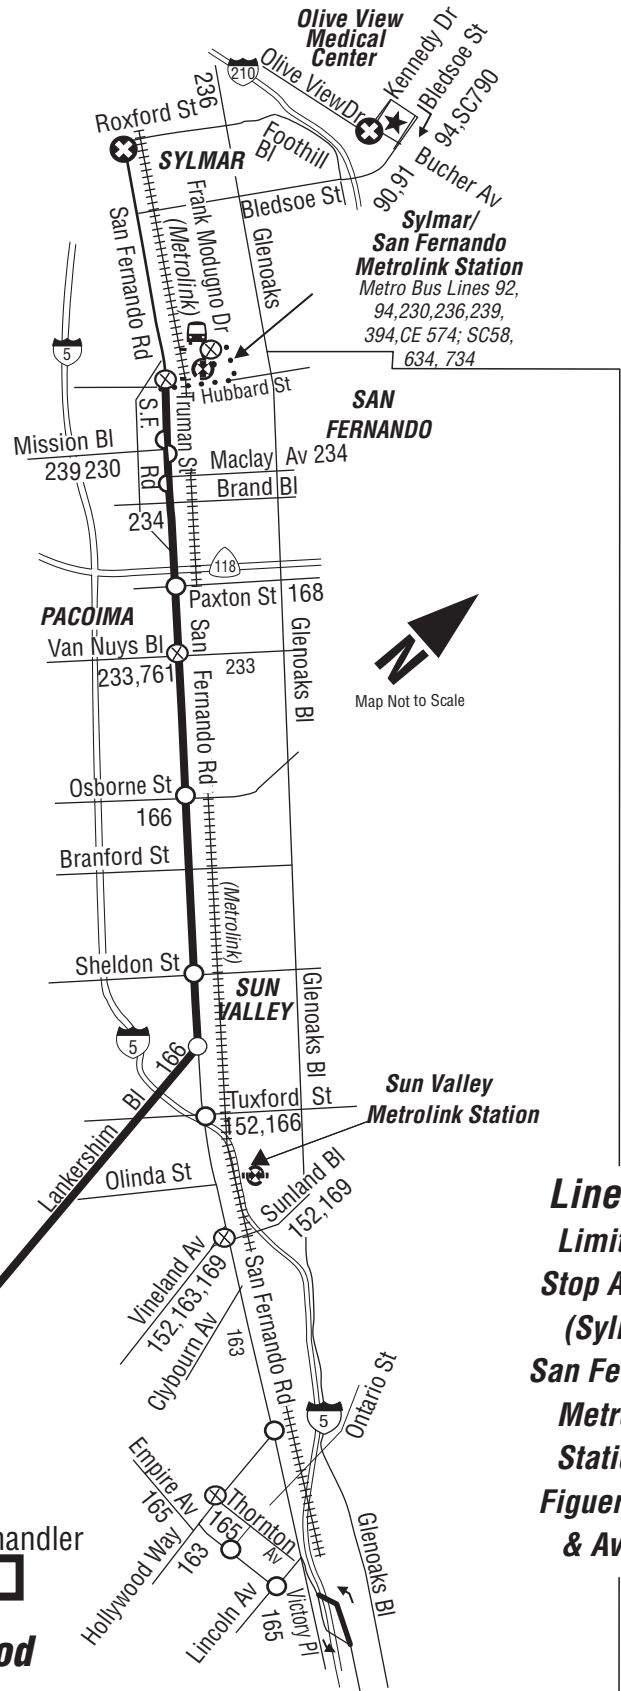 Olive View
Medical
Center
Kennedy Dr
Bledsoe St
94,SC790
210
Olive View Dr
236
Roxford St
Foothill
Bl
SYLMAR
Bucher Av
90,91
Bledsoe St
San Fernando Rd
Frank Modugno Dr
(Metrolink)
Glenoaks
Sylmar/
San Fernando
Metrolink Station
Metro Bus Lines 92,
94,230,236,239,
394,CE 574; SC58,
634, 734
5
Hubbard St
S.F.
Rd
Truman St
SAN
FERNANDO
Mission Bl
239 230
Maclay Av 234
Brand Bl
234
118
Paxton St 168
PACOIMA
Van Nuys Bl
233,761
233
San
Fernando Rd
Glenoaks Bl
N
Map Not to Scale
Osborne St
166
Branford St
(Metrolink)
Sheldon St
SUN
VALLEY
Glenoaks Bl
5
166
Lankershim Bl
Tuxford St
152,166
Sun Valley
Metrolink Station
Olinda St
Sunland Bl
152,169
Vineland Av
152,163,169
Clybourn Av
163
San Fernando Rd
5
Ontario St
Empire Av
165
Thornton
Av
165
Hollywood Way
163
Lincoln Av
165
Victory Pl
Glenoaks Bl
Line
Limit
Stop A
(Syl
San Fe
Metr
Stati
Figuer
& Av
handler
od